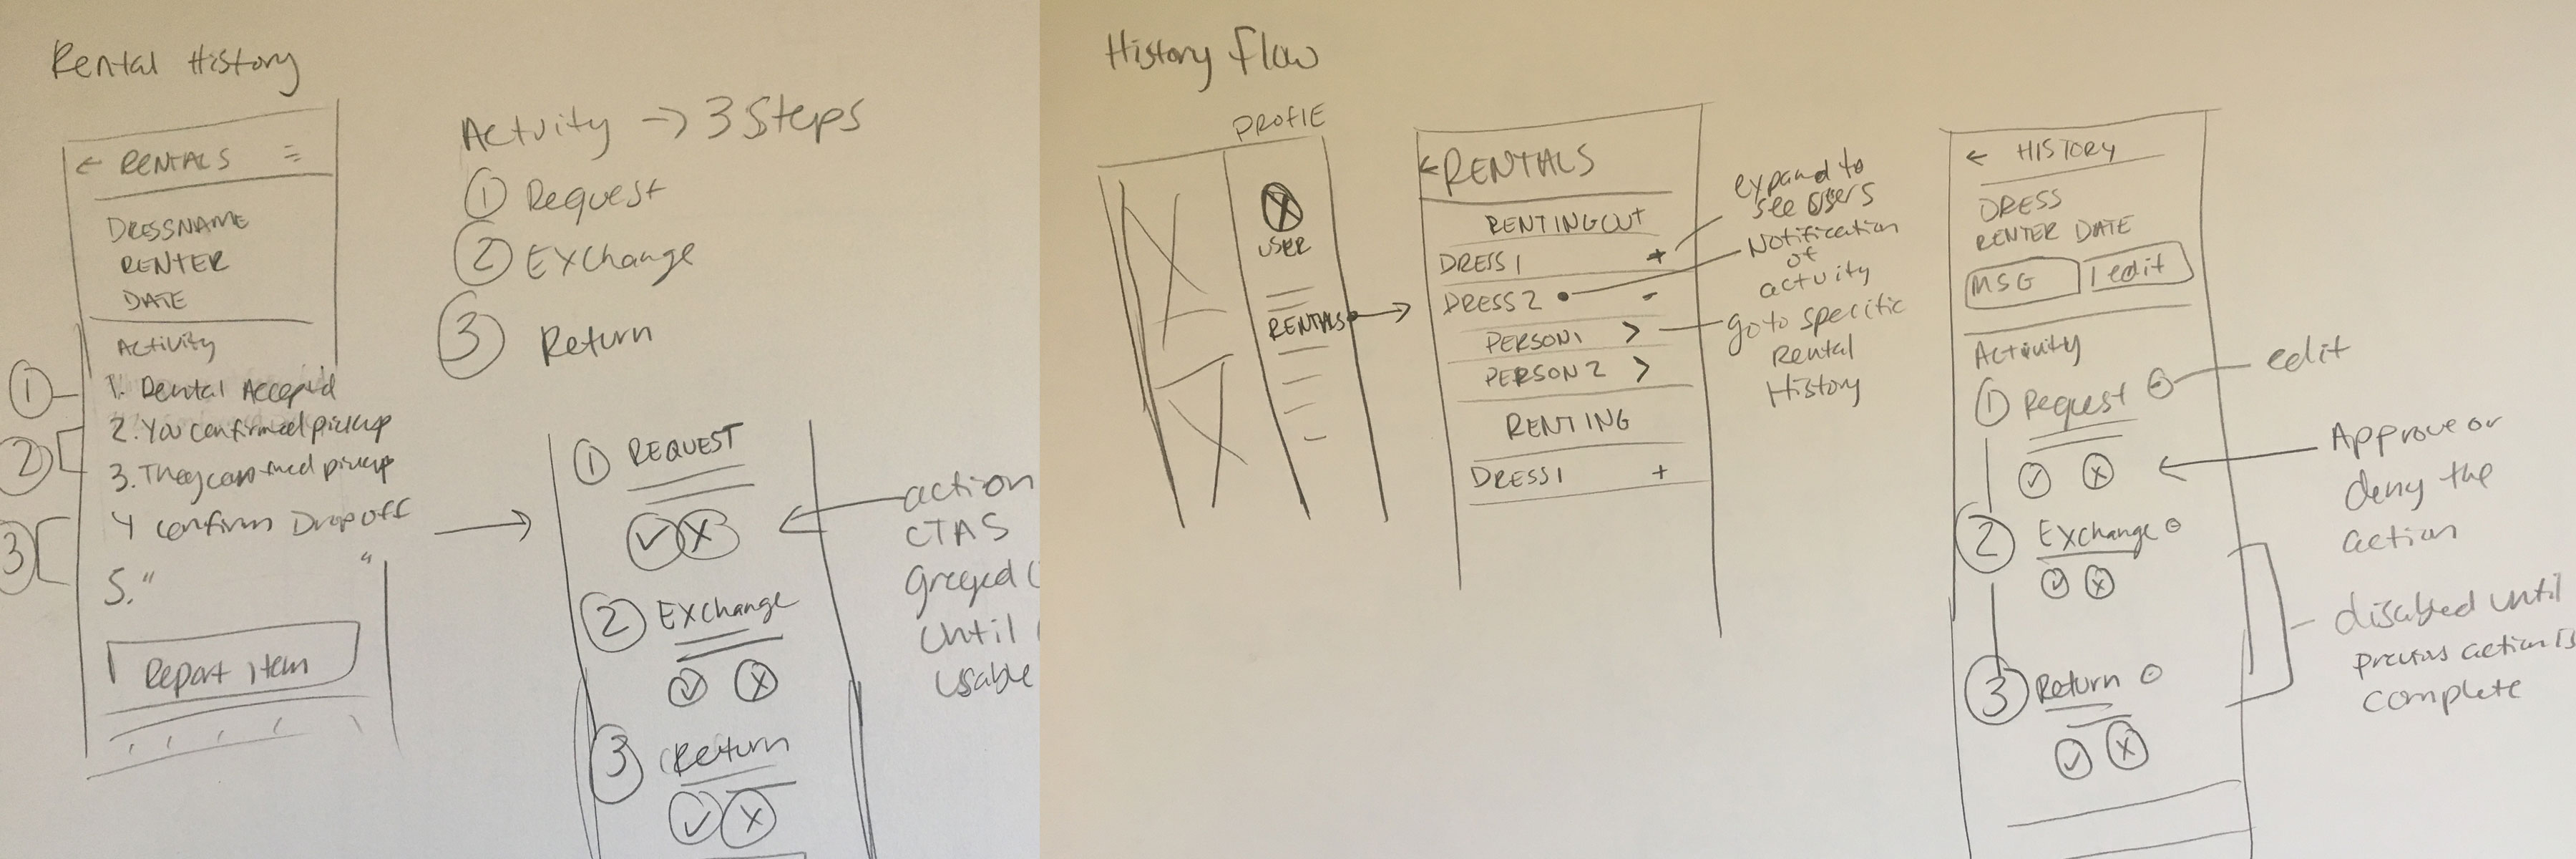 Rental History
← RENTALS
DRESSNAME
RENTER
DATE
Activity
① 1. Rental Accepted
② 2. You confirmed pickup
3. They confirmed pickup
③ 4 confirm Dropoff
5. " "
Report item
Activity → 3 Steps
① Request
② Exchange
③ Return
① REQUEST
② Exchange
③ Return
action
CTAS
greyed
until
usable
History flow
PROFIE
USER
RENTALS
← RENTALS
RENTING OUT
DRESS 1 +
DRESS 2 • -
PERSON 1 >
PERSON 2 >
RENTING
DRESS 1 +
expand to
see users
Notification
of
activity
go to specific
Rental
History
← HISTORY
DRESS
RENTER DATE
MSG
edit
Activity
① Request
② Exchange
③ Return
edit
Approve or
deny the
action
disabled until
previous action is
complete